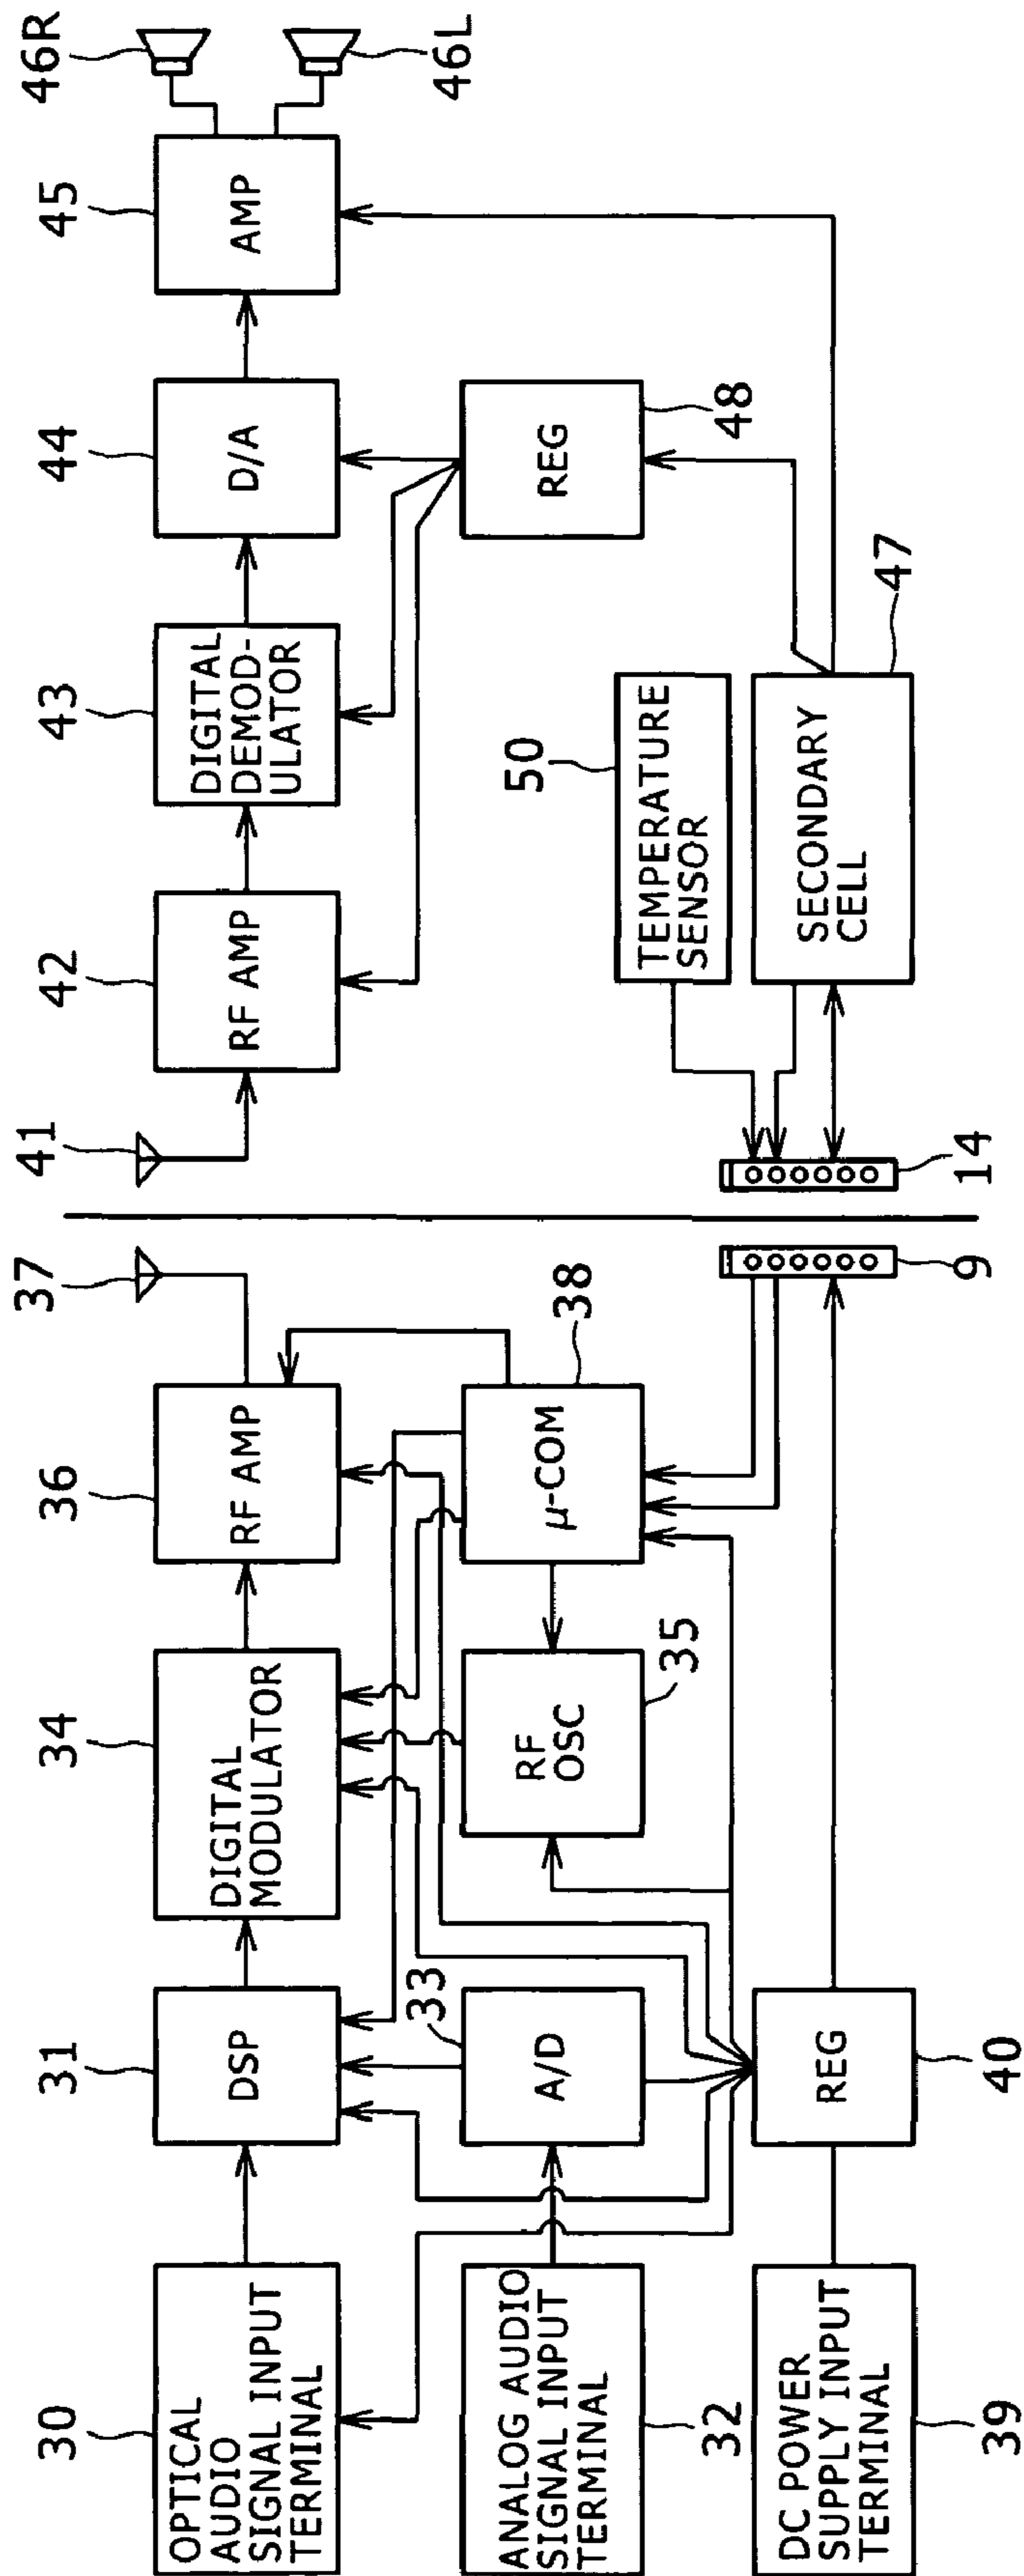 30
OPTICAL
AUDIO
SIGNAL INPUT
TERMINAL
31
DSP
34
DIGITAL
MODULATOR
36
RF AMP
37
41
42
RF AMP
43
DIGITAL
DEMOD-
ULATOR
44
D/A
45
AMP
46R
46L
ANALOG AUDIO
SIGNAL INPUT
TERMINAL
32
33
A/D
RF
OSC
35
μ-COM
38
REG
48
50
TEMPERATURE
SENSOR
DC POWER
SUPPLY INPUT
TERMINAL
39
REG
40
9
14
SECONDARY
CELL
47